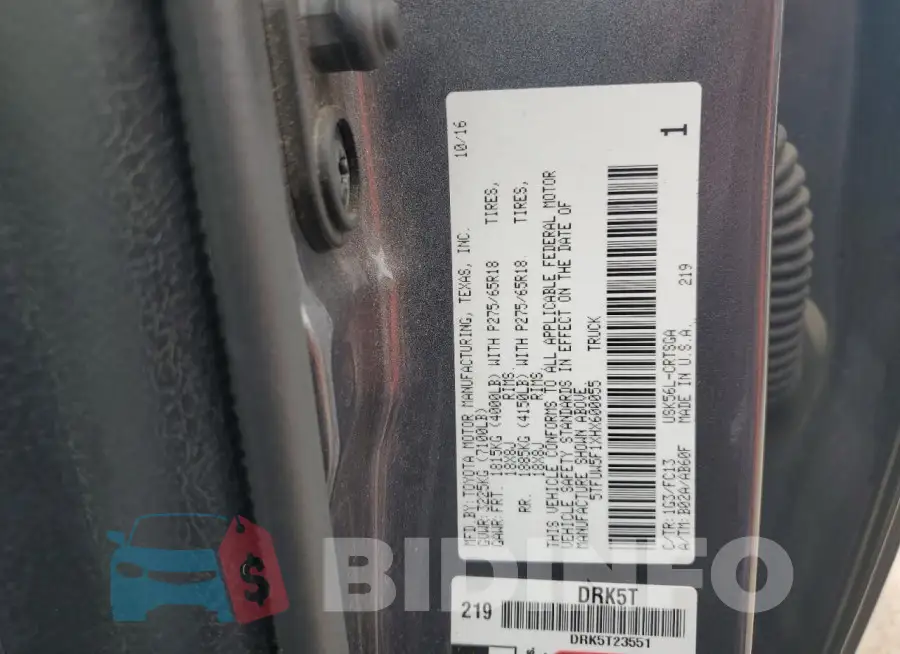 MFD.BY:TOYOTA MOTOR MANUFACTURING, TEXAS, INC. 10/16
GVWR:3225KG (7100LB)
GAWR:FRT. 1815KG (4000LB) WITH P275/65R18 TIRES,
18X8J RIMS.
RR. 1885KG (4150LB) WITH P275/65R18 TIRES,
18X8J RIMS.
THIS VEHICLE CONFORMS TO ALL APPLICABLE FEDERAL MOTOR
VEHICLE SAFETY STANDARDS IN EFFECT ON THE DATE OF
MANUFACTURE SHOWN ABOVE.
5TFUW5F1XHX600055 TRUCK
1
C/TR:1G3/FC13 USK56L-CRTSGA 219
A/TM:B02A/AB60F MADE IN U.S.A.
DRK5T
219
DRK5T23551
BIDINFO
$